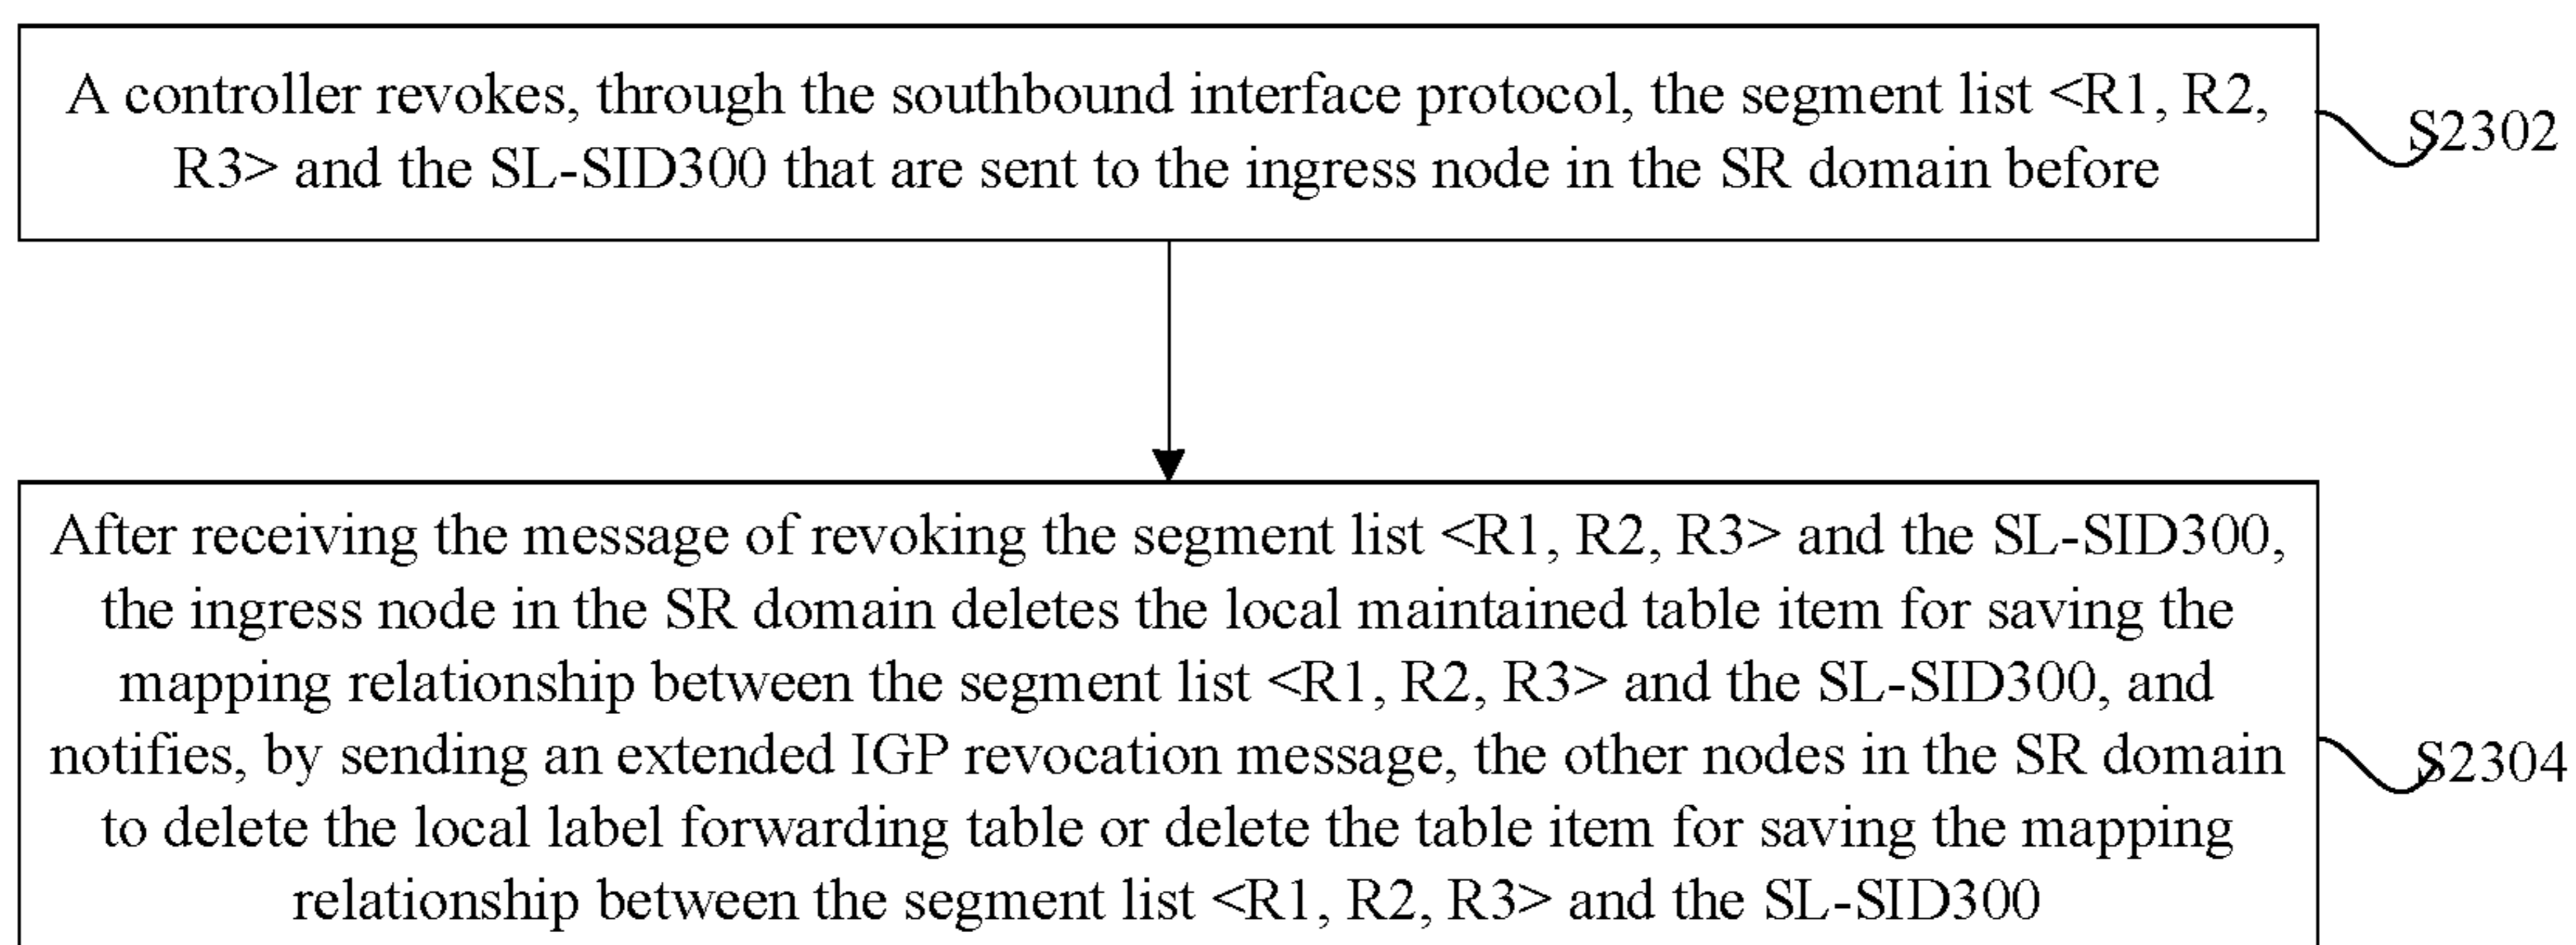 A controller revokes, through the southbound interface protocol, the segment list <R1, R2,
R3> and the SL-SID300 that are sent to the ingress node in the SR domain before
S2302
After receiving the message of revoking the segment list <R1, R2, R3> and the SL-SID300,
the ingress node in the SR domain deletes the local maintained table item for saving the
mapping relationship between the segment list <R1, R2, R3> and the SL-SID300, and
notifies, by sending an extended IGP revocation message, the other nodes in the SR domain
to delete the local label forwarding table or delete the table item for saving the mapping
relationship between the segment list <R1, R2, R3> and the SL-SID300
S2304